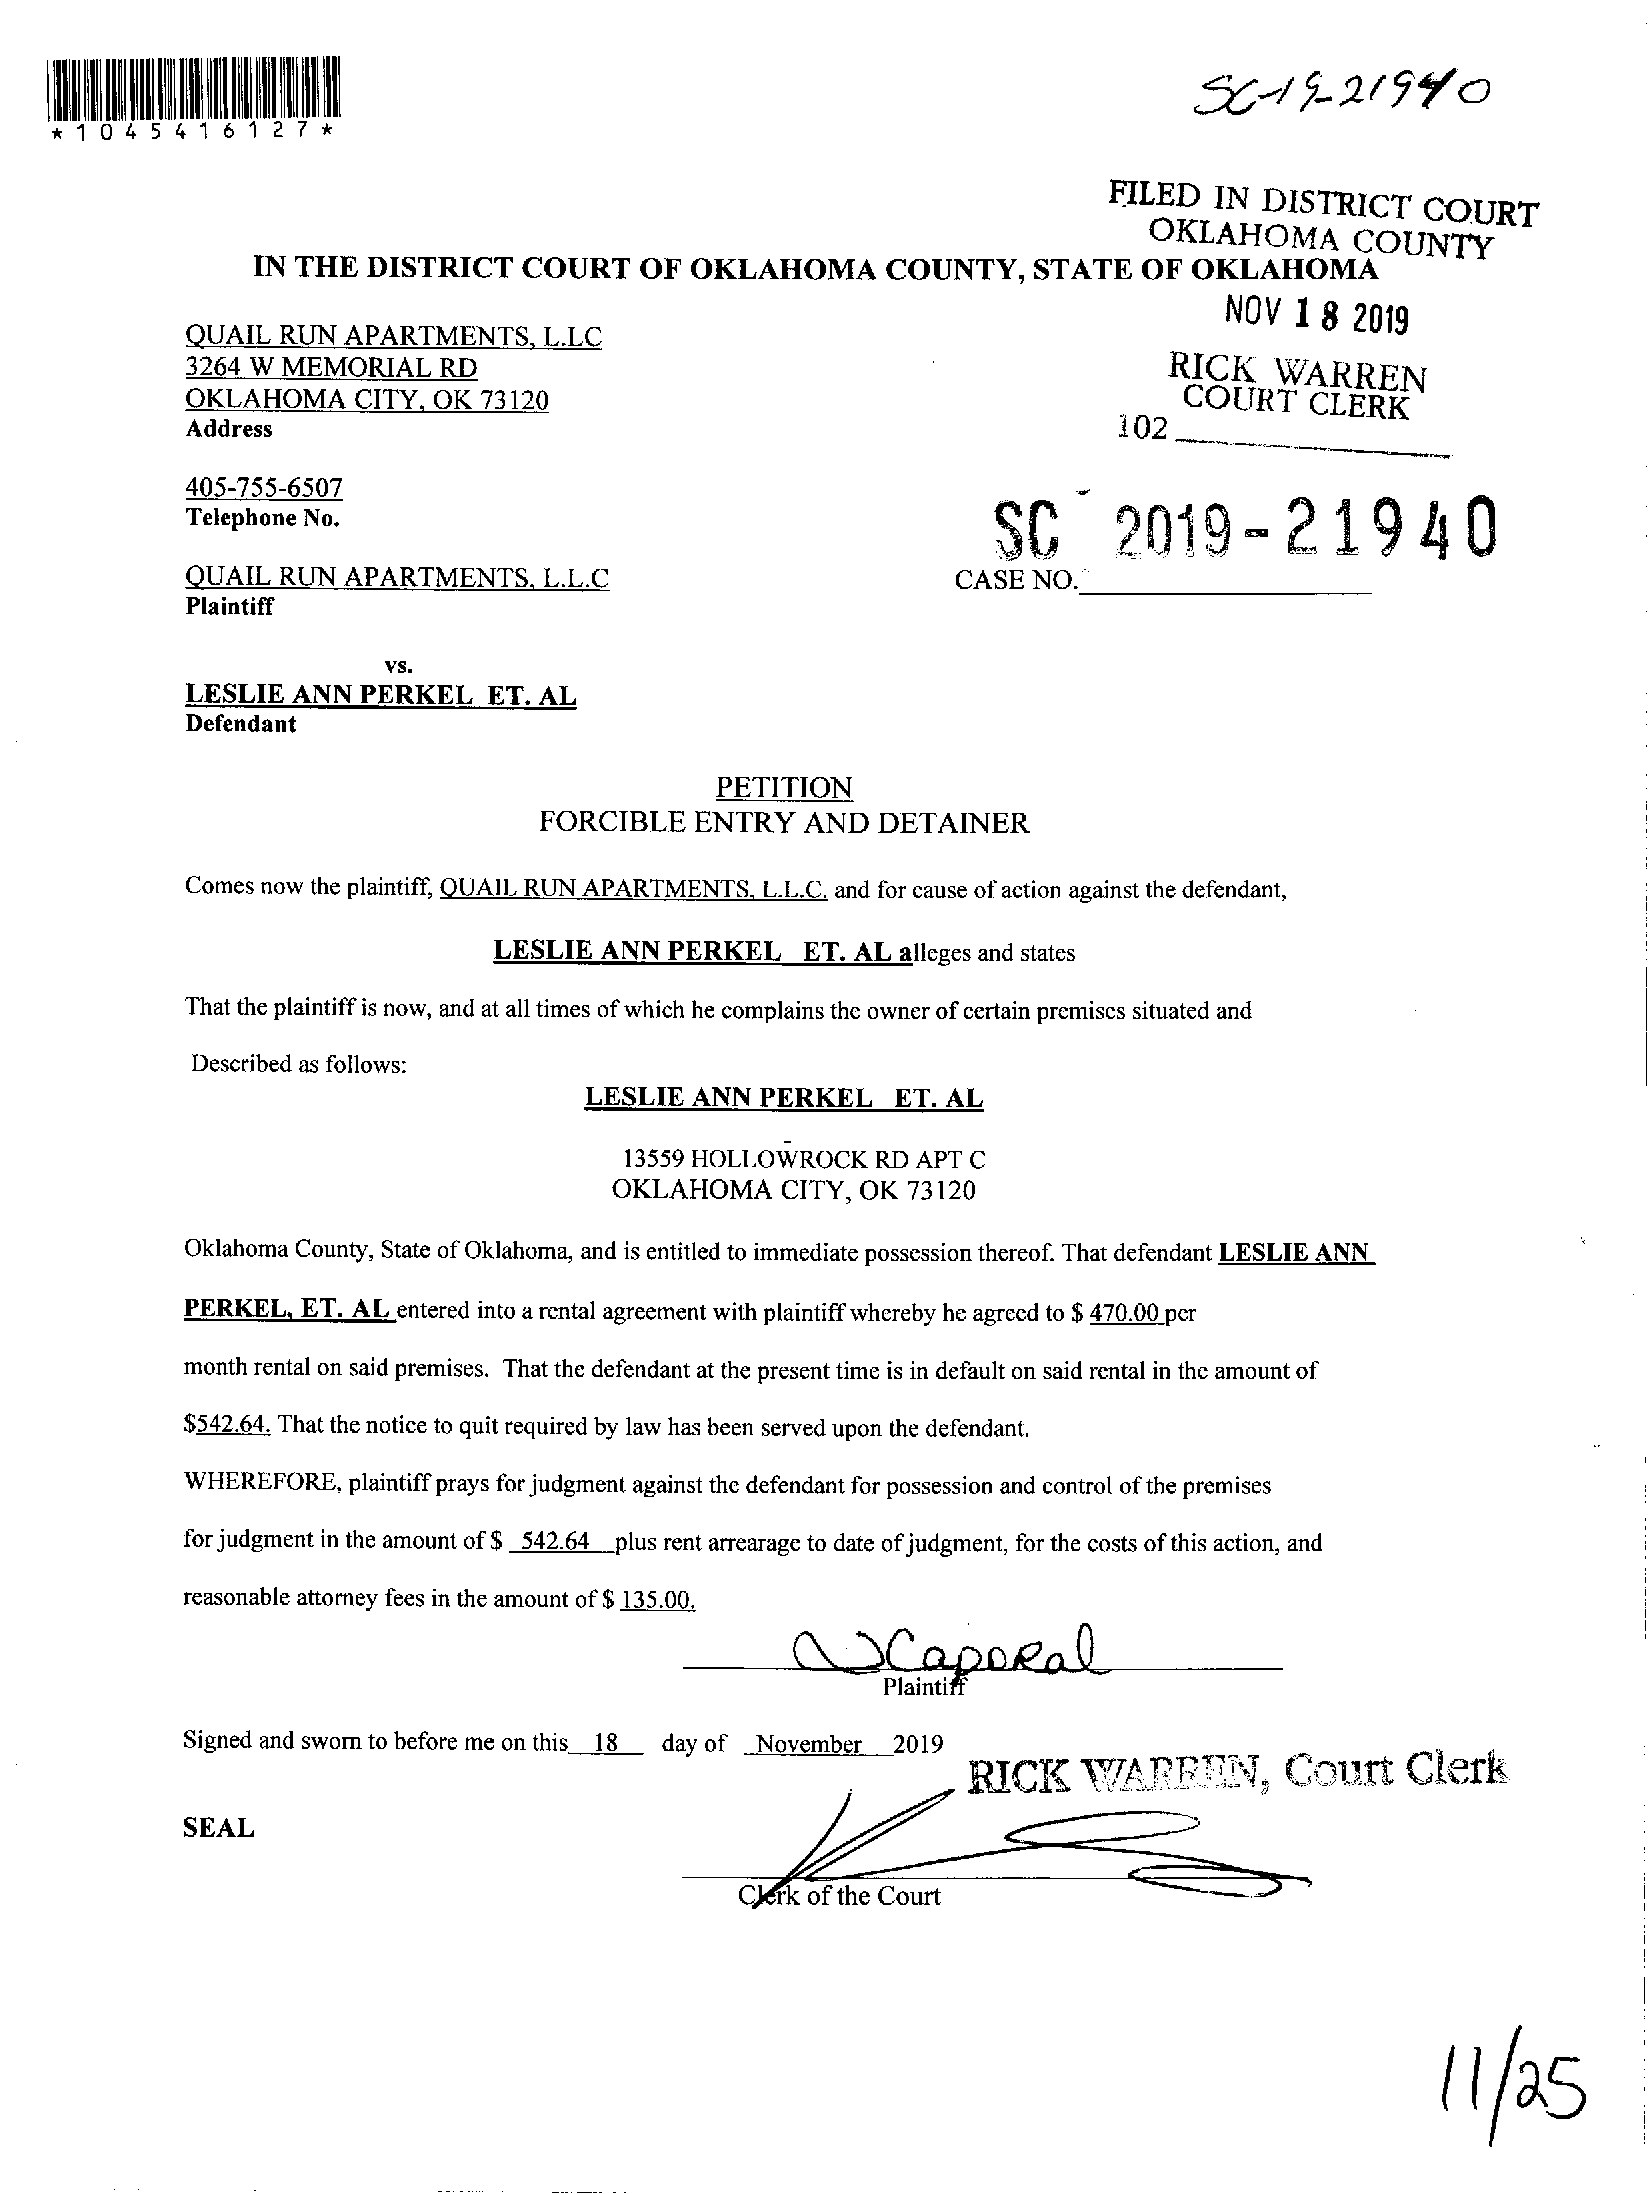 *1045416127*
SC-19-21940
FILED IN DISTRICT COURT
OKLAHOMA COUNTY
IN THE DISTRICT COURT OF OKLAHOMA COUNTY, STATE OF OKLAHOMA
NOV 18 2019
RICK WARREN
COURT CLERK
102
QUAIL RUN APARTMENTS, L.LC
3264 W MEMORIAL RD
OKLAHOMA CITY, OK 73120
Address
405-755-6507
Telephone No.
SC 2019-21940
QUAIL RUN APARTMENTS, L.L.C
CASE NO.
Plaintiff
vs.
LESLIE ANN PERKEL ET. AL
Defendant
PETITION
FORCIBLE ENTRY AND DETAINER
Comes now the plaintiff, QUAIL RUN APARTMENTS, L.L.C. and for cause of action against the defendant,
LESLIE ANN PERKEL ET. AL alleges and states
That the plaintiff is now, and at all times of which he complains the owner of certain premises situated and
Described as follows:
LESLIE ANN PERKEL ET. AL
13559 HOLLOWROCK RD APT C
OKLAHOMA CITY, OK 73120
Oklahoma County, State of Oklahoma, and is entitled to immediate possession thereof. That defendant LESLIE ANN
PERKEL, ET. AL entered into a rental agreement with plaintiff whereby he agreed to $ 470.00 per
month rental on said premises. That the defendant at the present time is in default on said rental in the amount of
$542.64. That the notice to quit required by law has been served upon the defendant.
WHEREFORE, plaintiff prays for judgment against the defendant for possession and control of the premises
for judgment in the amount of $ 542.64 plus rent arrearage to date of judgment, for the costs of this action, and
reasonable attorney fees in the amount of $ 135.00.
Caporal
Plaintiff
Signed and sworn to before me on this 18 day of November 2019
RICK WARREN, Court Clerk
SEAL
Clerk of the Court
11/25